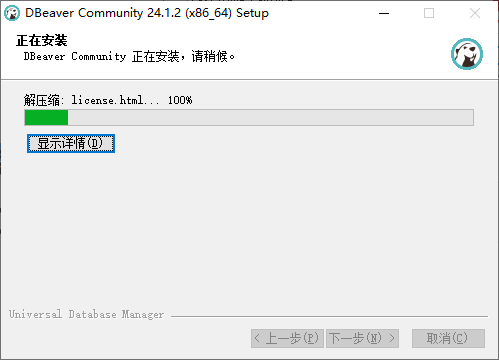 DBeaver Community 24.1.2 (x86_64) Setup
正在安装
DBeaver Community 正在安装，请稍候。
解压缩: license.html... 100%
显示详情(D)
Universal Database Manager
< 上一步(P) 下一步(N) > 取消(C)